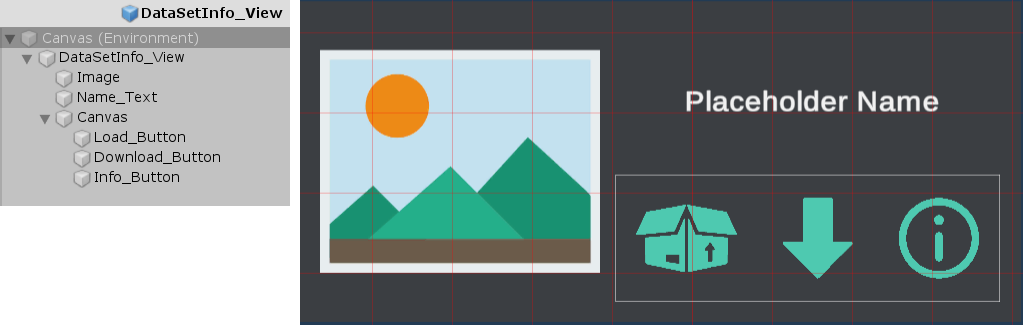 DataSetInfo_View
Canvas (Environment)
DataSetInfo_View
Image
Name_Text
Canvas
Load_Button
Download_Button
Info_Button
Placeholder Name